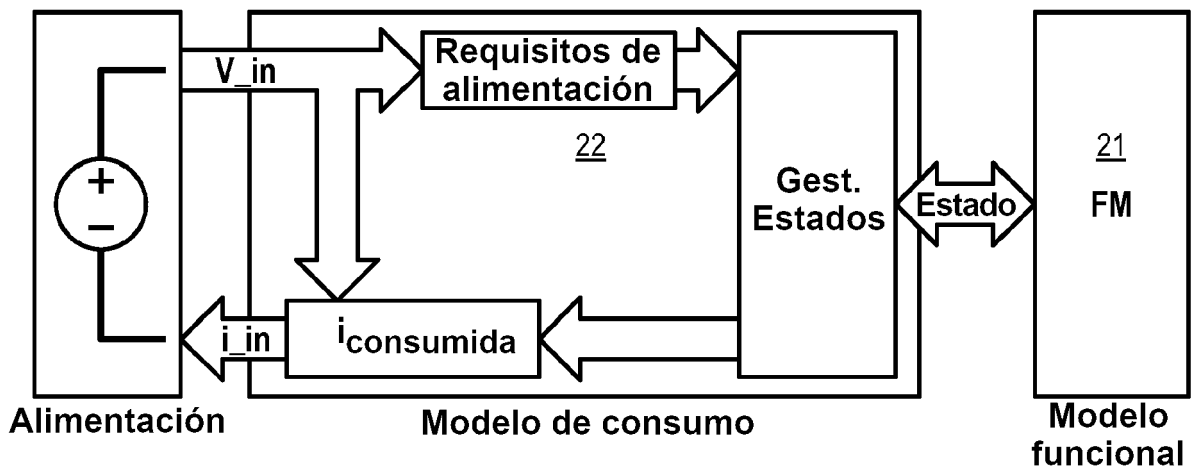 V_in
Requisitos de
alimentación
22
Gest.
Estados
Estado
21
FM
i_in
iconsumida
Alimentación
Modelo de consumo
Modelo
funcional